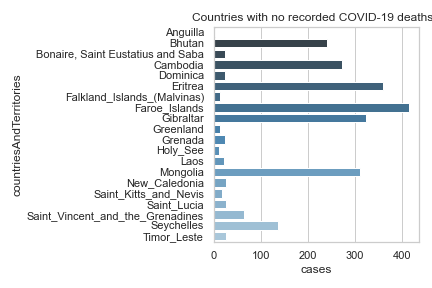 Countries with no recorded COVID-19 deaths
countriesAndTerritories
Anguilla
Bhutan
Bonaire, Saint Eustatius and Saba
Cambodia
Dominica
Eritrea
Falkland_Islands_(Malvinas)
Faroe_Islands
Gibraltar
Greenland
Grenada
Holy_See
Laos
Mongolia
New_Caledonia
Saint_Kitts_and_Nevis
Saint_Lucia
Saint_Vincent_and_the_Grenadines
Seychelles
Timor_Leste
0 100 200 300 400
cases